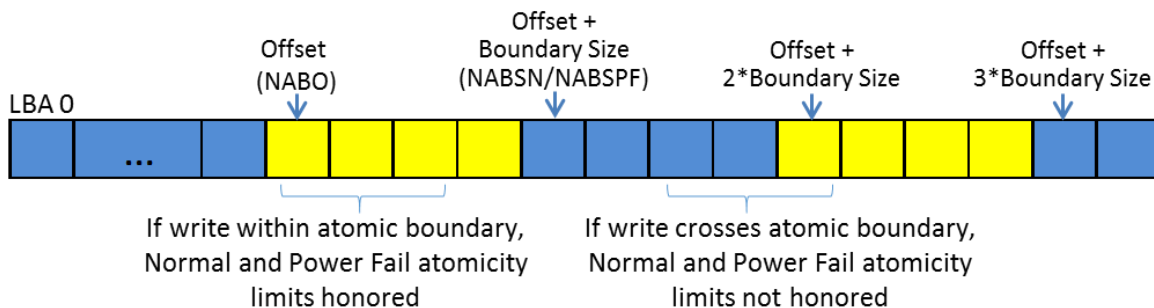 Offset
(NABO)
Offset +
Boundary Size
(NABSN/NABSPF)
Offset +
2*Boundary Size
Offset +
3*Boundary Size
LBA 0
...
If write within atomic boundary,
Normal and Power Fail atomicity
limits honored
If write crosses atomic boundary,
Normal and Power Fail atomicity
limits not honored